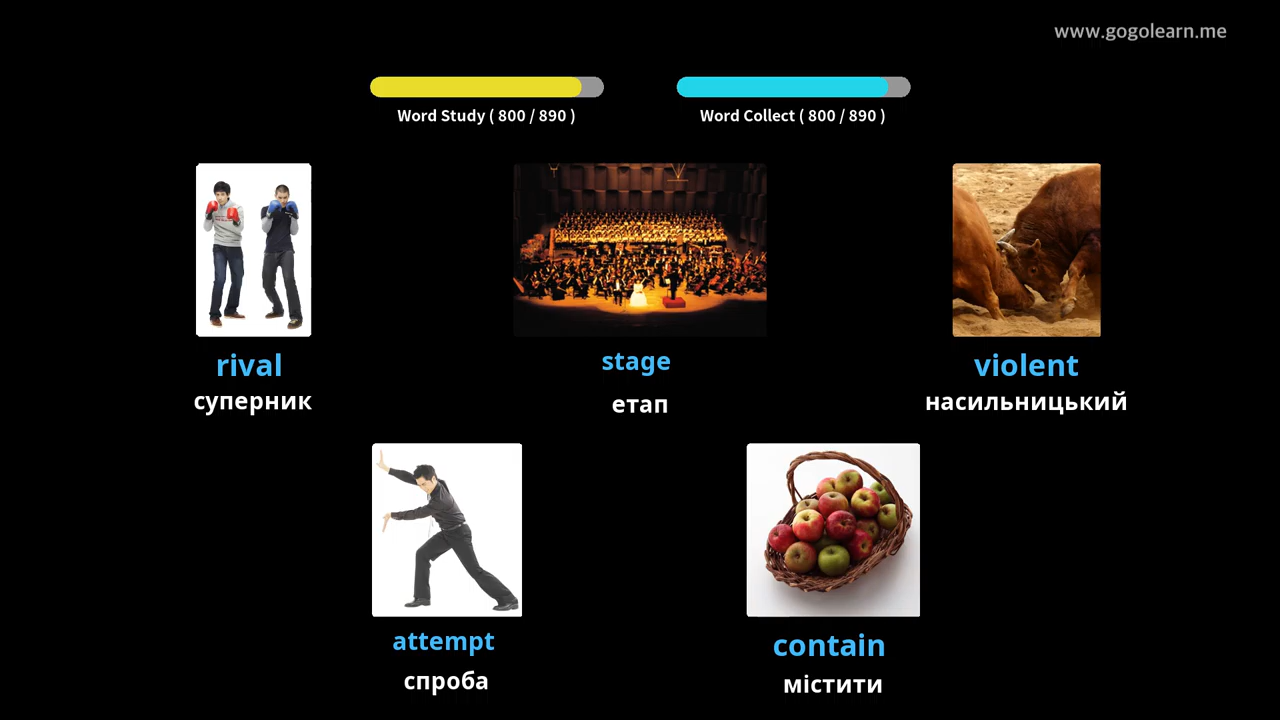 www.gogolearn.me
Word Study ( 800 / 890 )
Word Collect ( 800 / 890 )
rival
суперник
stage
етап
violent
насильницький
attempt
спроба
contain
містити